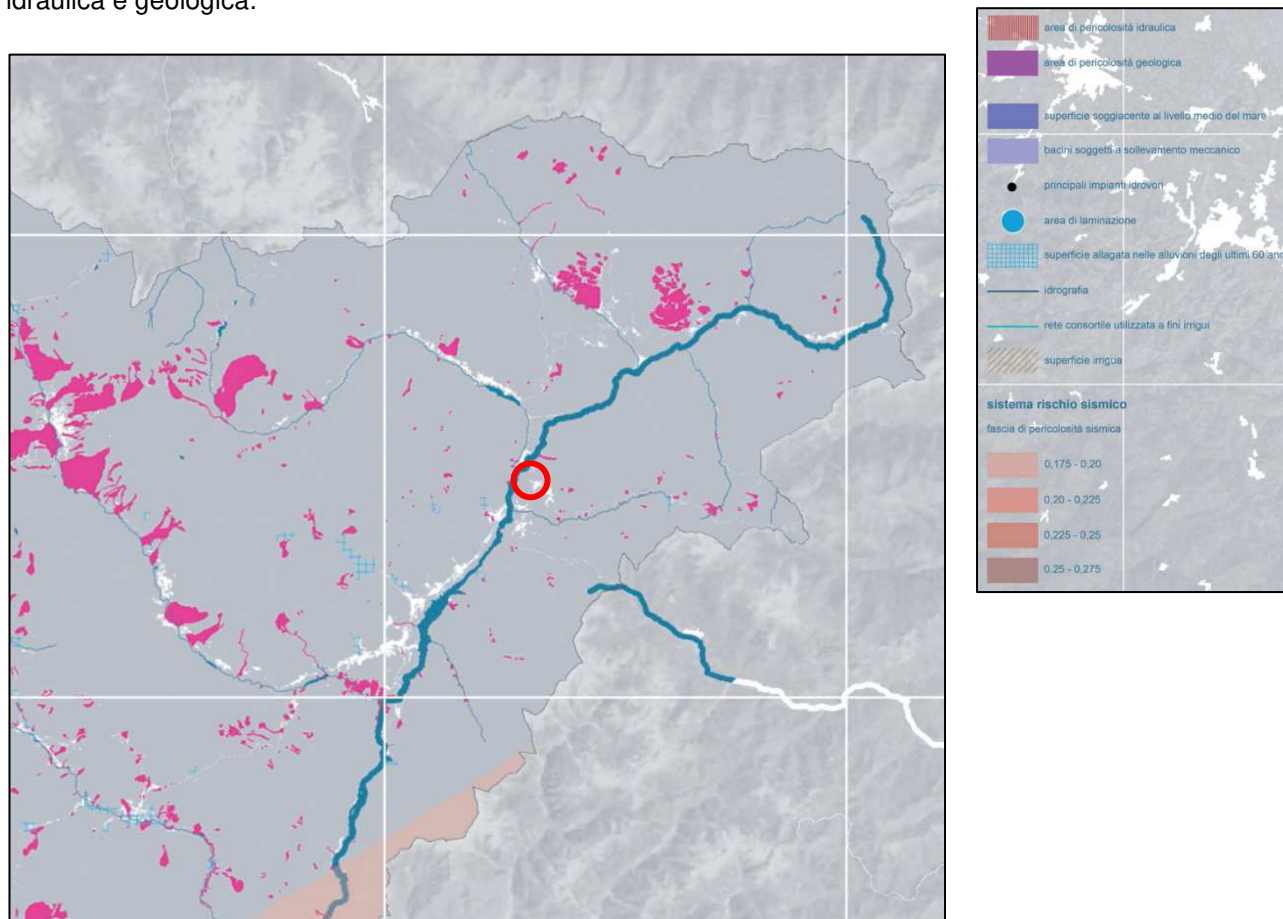 idraulica e geologica.
area di pericolosità idraulica
area di pericolosità geologica
superficie soggiacente al livello medio del mare
bacini soggetti a sollevamento meccanico
principali impianti idrovori
area di laminazione
superficie allagata nelle alluvioni degli ultimi 60 anni
idrografia
rete consortile utilizzata a fini irrigui
superficie irrigua
sistema rischio sismico
fascia di pericolosità sismica
0,175 - 0,20
0,20 - 0,225
0,225 - 0,25
0.25 - 0,275